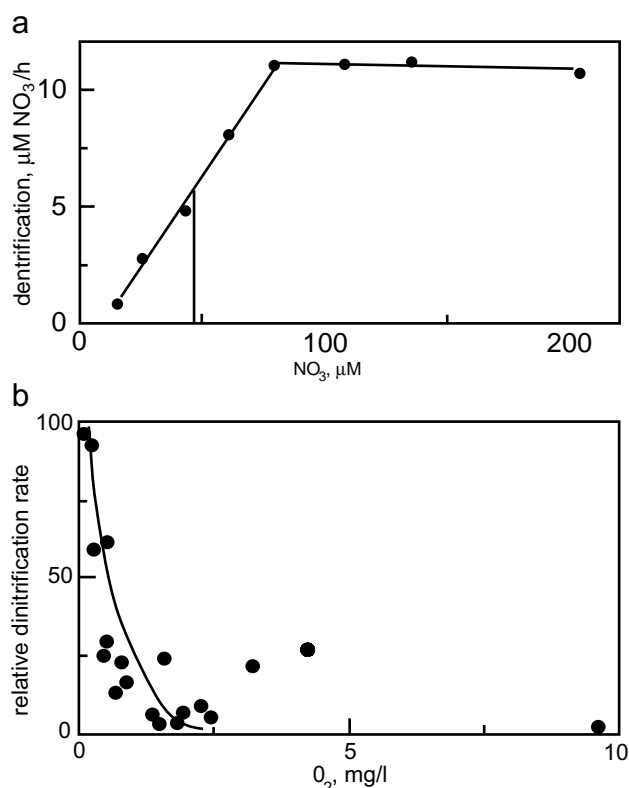 a
dentrification, μM NO3/h
10
5
0
0 100 200
NO3, μM
b
relative dinitrification rate
100
50
0
0 5 10
02, mg/l